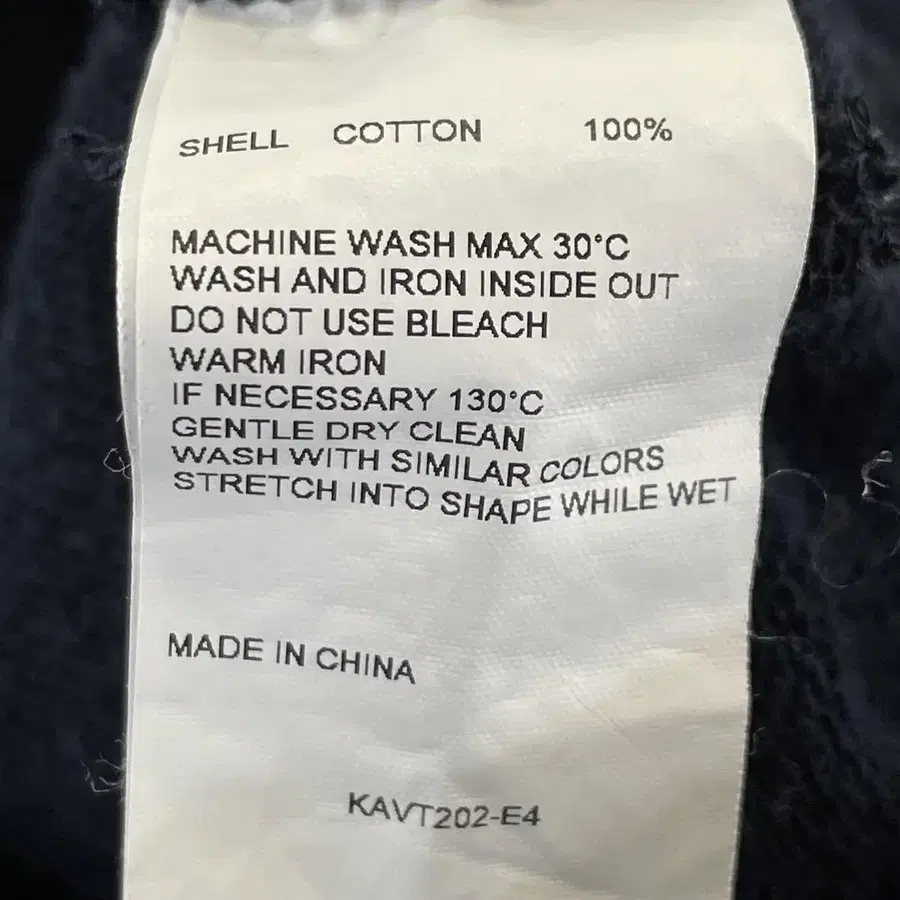 SHELL COTTON 100%
MACHINE WASH MAX 30°C
WASH AND IRON INSIDE OUT
DO NOT USE BLEACH
WARM IRON
IF NECESSARY 130°C
GENTLE DRY CLEAN
WASH WITH SIMILAR COLORS
STRETCH INTO SHAPE WHILE WET
MADE IN CHINA
KAVT202-E4